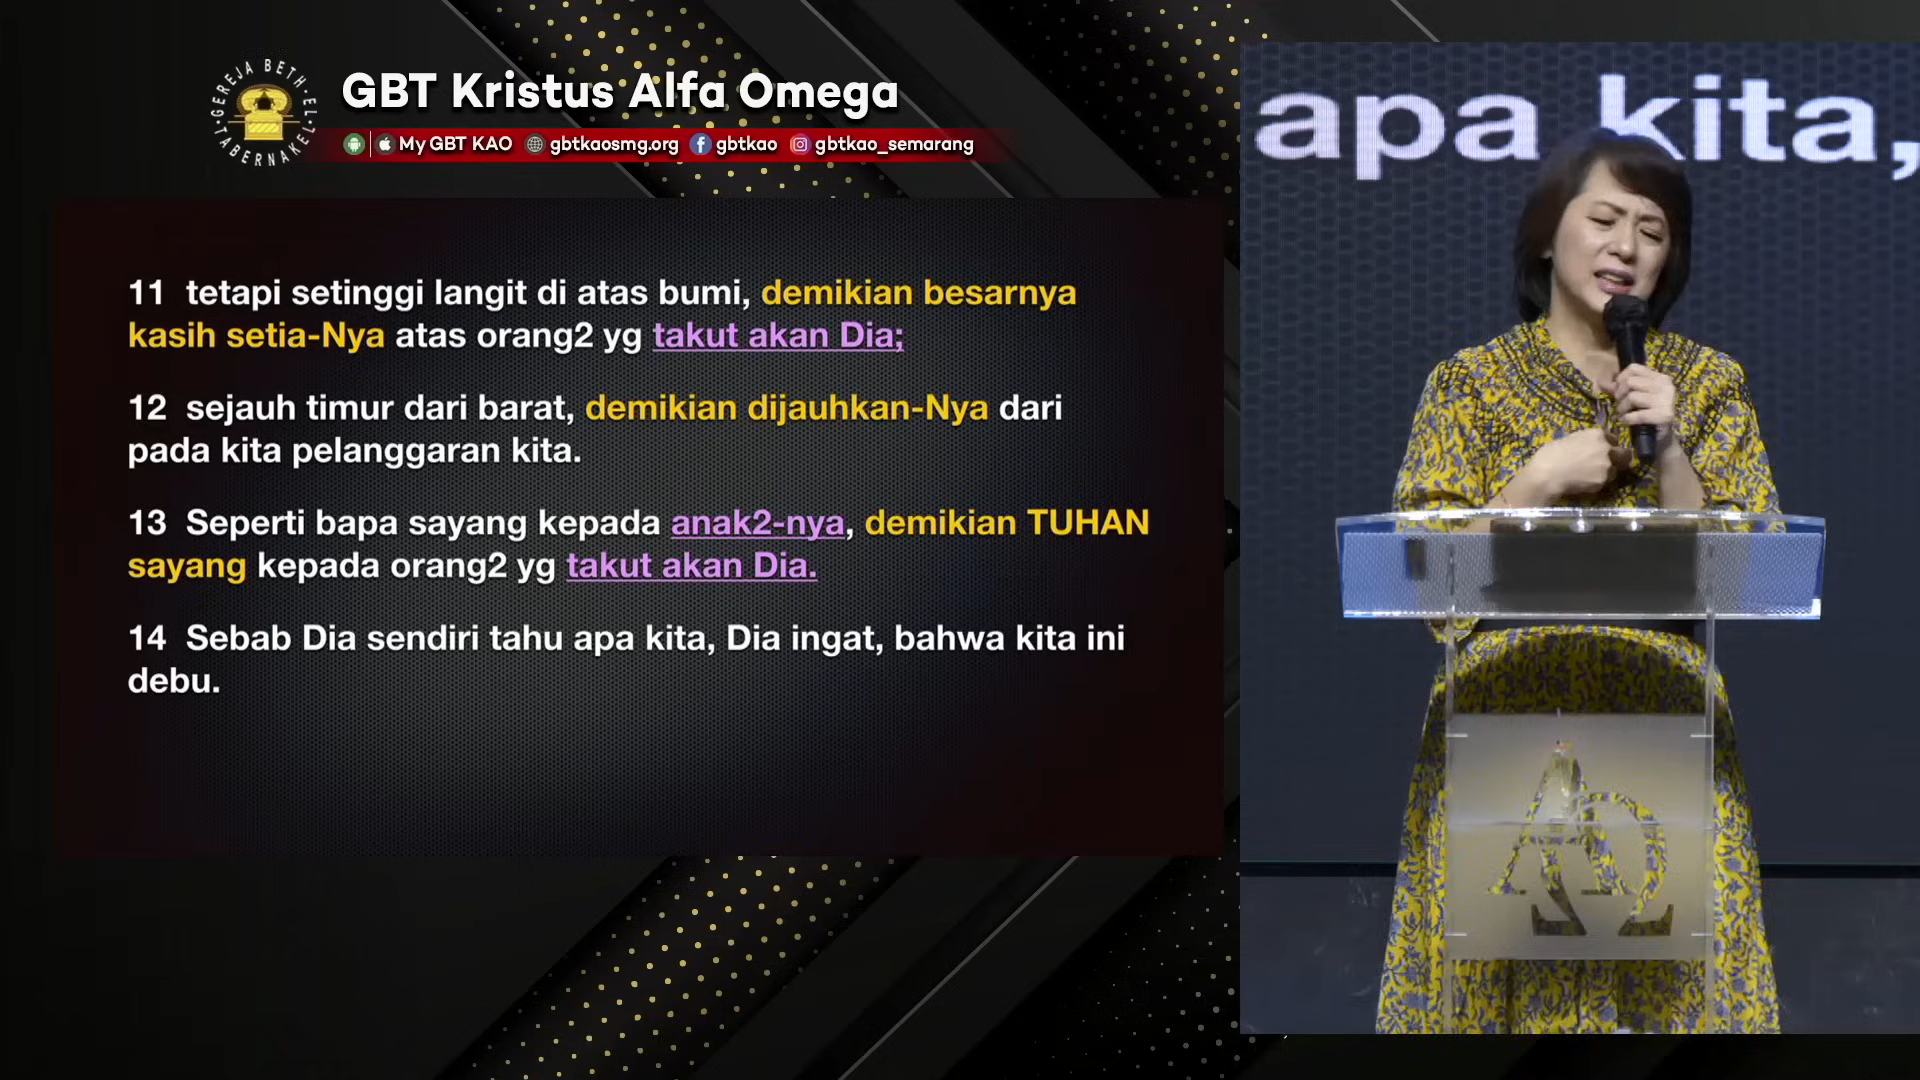 GEREJA BETH-EL TABERNAKEL
GBT Kristus Alfa Omega
My GBT KAO gbtkaosmg.org gbtkao gbtkao_semarang
apa kita,
11 tetapi setinggi langit di atas bumi, demikian besarnya
kasih setia-Nya atas orang2 yg takut akan Dia;
12 sejauh timur dari barat, demikian dijauhkan-Nya dari
pada kita pelanggaran kita.
13 Seperti bapa sayang kepada anak2-nya, demikian TUHAN
sayang kepada orang2 yg takut akan Dia.
14 Sebab Dia sendiri tahu apa kita, Dia ingat, bahwa kita ini
debu.
ΑΩ